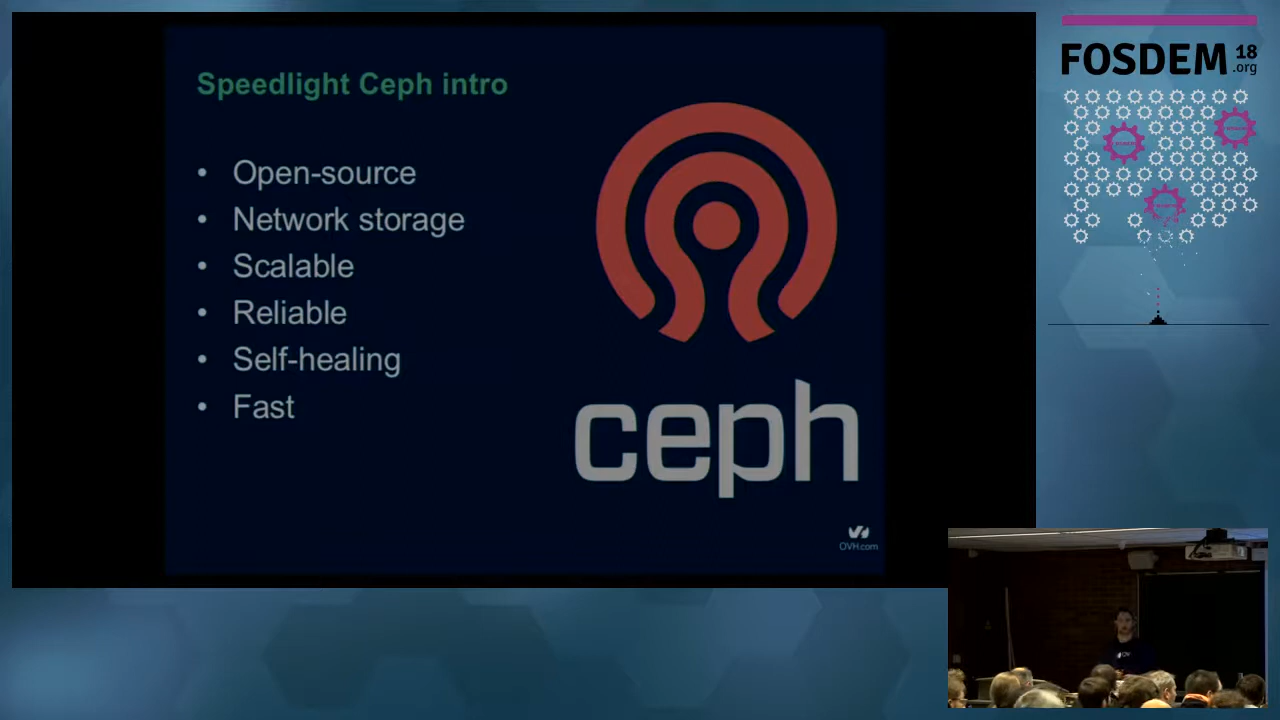 Speedlight Ceph intro
• Open-source
• Network storage
• Scalable
• Reliable
• Self-healing
• Fast
ceph
OVH.com
FOSDEM 18
.org